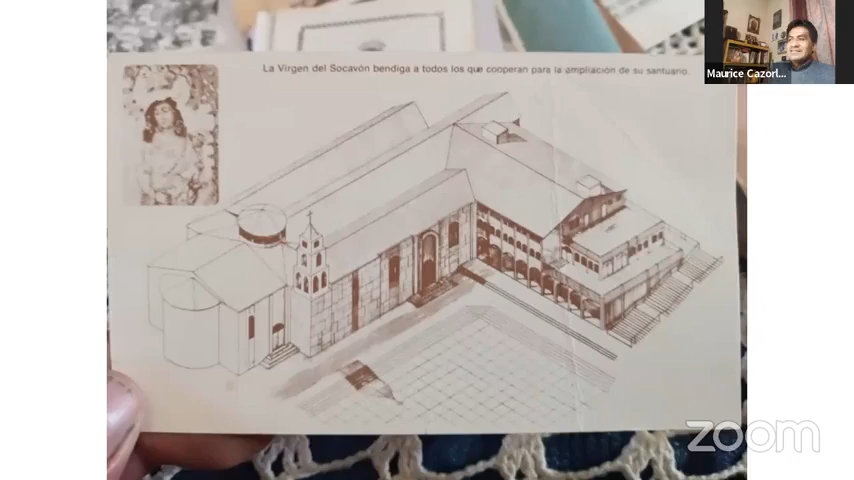 La Virgen del Socavón bendiga a todos los que cooperan para la ampliación de su santuario.
Maurice Cazorl...
zoom